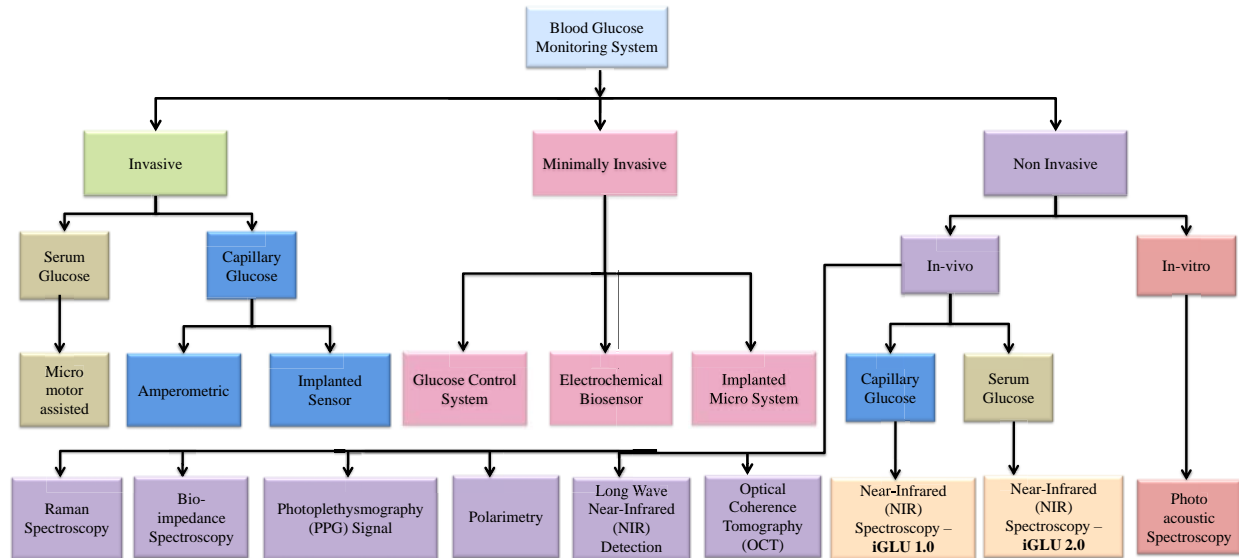 Blood Glucose
Monitoring System
Invasive
Minimally Invasive
Non Invasive
Serum
Glucose
Capillary
Glucose
In-vivo
In-vitro
Micro
motor
assisted
Amperometric
Implanted
Sensor
Glucose Control
System
Electrochemical
Biosensor
Implanted
Micro System
Capillary
Glucose
Serum
Glucose
Raman
Spectroscopy
Bio-
impedance
Spectroscopy
Photoplethysmography
(PPG) Signal
Polarimetry
Long Wave
Near-Infrared
(NIR)
Detection
Optical
Coherence
Tomography
(OCT)
Near-Infrared
(NIR)
Spectroscopy –
iGLU 1.0
Near-Infrared
(NIR)
Spectroscopy –
iGLU 2.0
Photo
acoustic
Spectroscopy